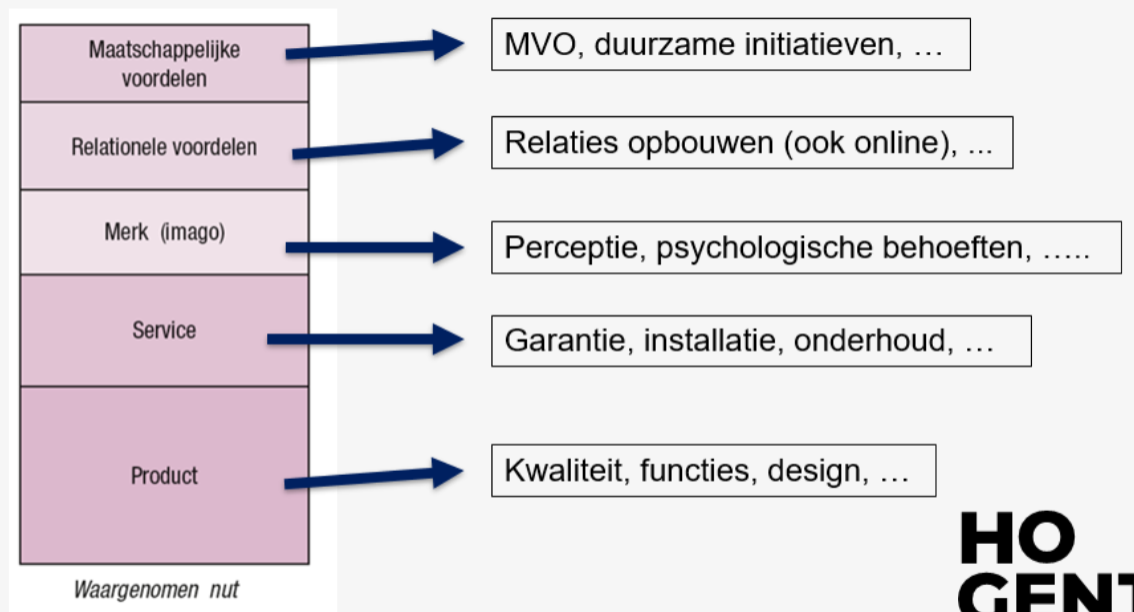 Maatschappelijke
voordelen
MVO, duurzame initiatieven, …
Relationele voordelen
Relaties opbouwen (ook online), ...
Merk (imago)
Perceptie, psychologische behoeften, …..
Service
Garantie, installatie, onderhoud, …
Product
Kwaliteit, functies, design, …
Waargenomen nut
HO
GENT